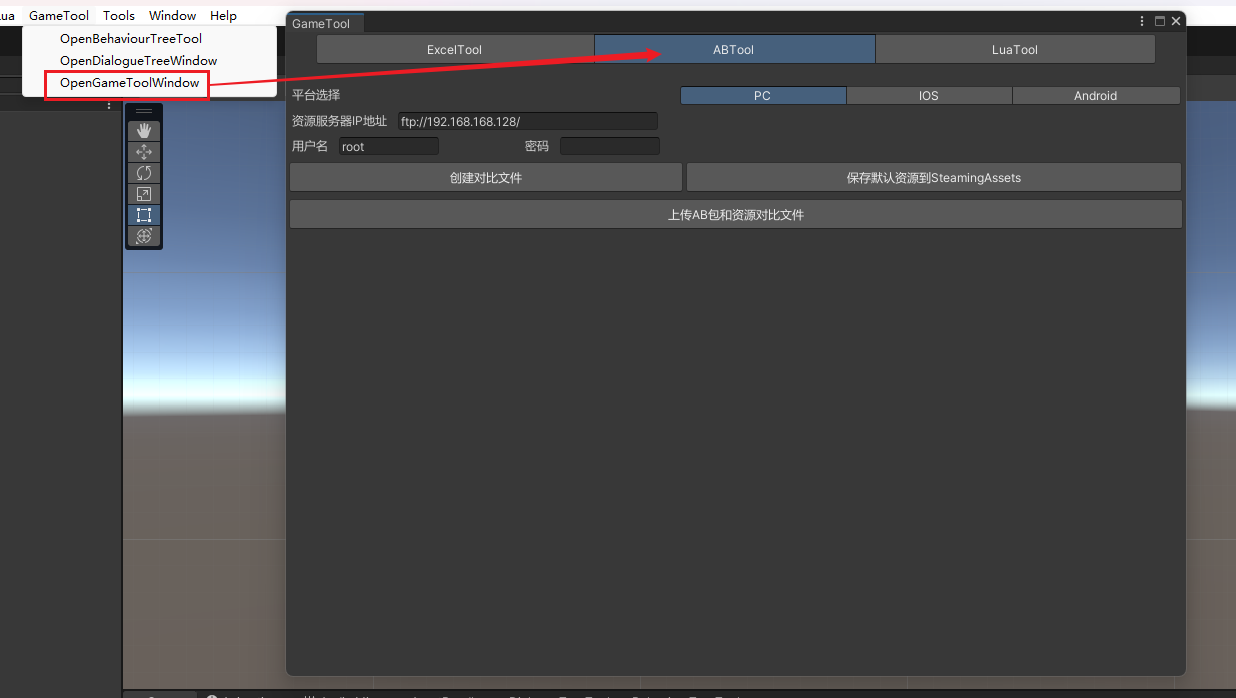 ua GameTool Tools Window Help
OpenBehaviourTreeTool
OpenDialogueTreeWindow
OpenGameToolWindow
GameTool
ExcelTool ABTool LuaTool
平台选择 PC IOS Android
资源服务器IP地址 ftp://192.168.168.128/
用户名 root 密码
创建对比文件 保存默认资源到SteamingAssets
上传AB包和资源对比文件